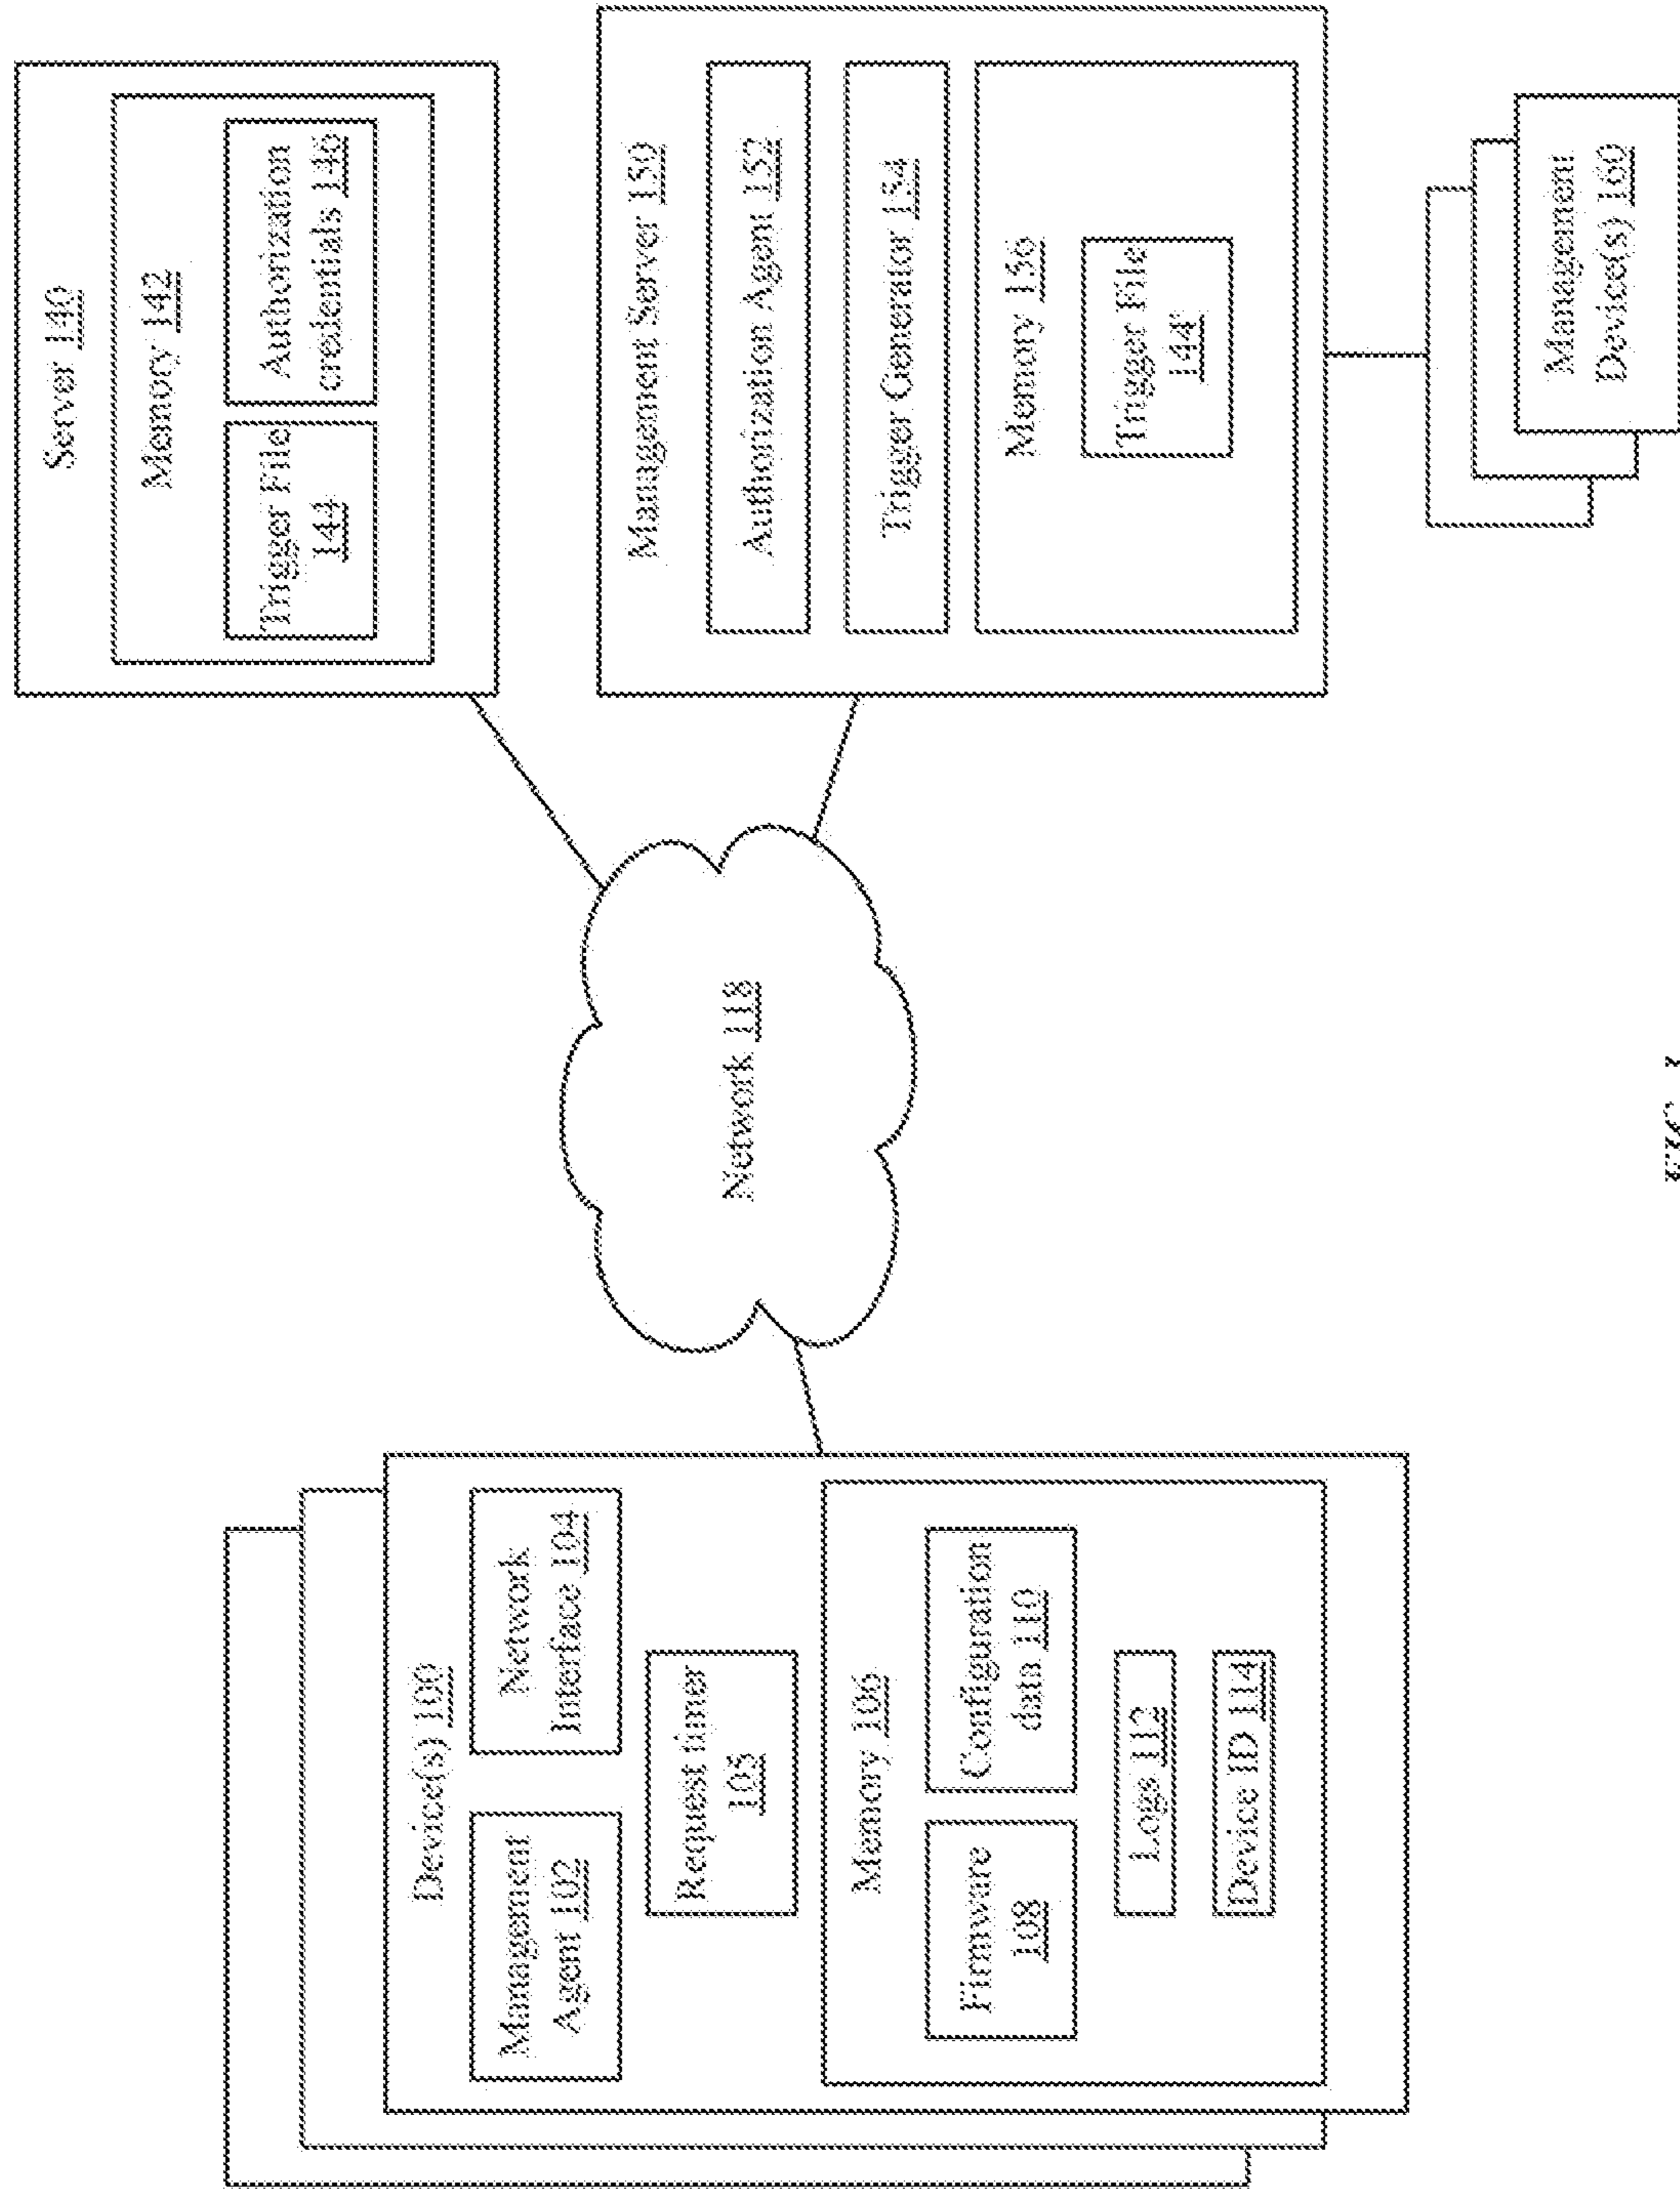 Device(s) 100
Management
Agent 102
Network
Interface 104
Request timer
105
Memory 106
Firmware
108
Configuration
data 110
Logs 112
Device ID 114
Network 118
Server 140
Memory 142
Trigger File
144
Authorization
credentials 146
Management Server 150
Authorization Agent 152
Trigger Generator 154
Memory 156
Trigger File
144'
Management
Device(s) 160